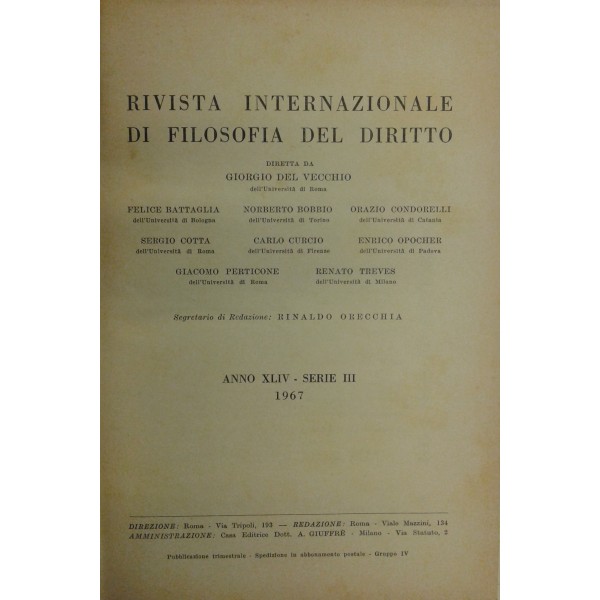 RIVISTA INTERNAZIONALE
DI FILOSOFIA DEL DIRITTO
DIRETTA DA
GIORGIO DEL VECCHIO
dell'Università di Roma
FELICE BATTAGLIA NORBERTO BOBBIO ORAZIO CONDORELLI
dell'Università di Bologna dell'Università di Torino dell'Università di Catania
SERGIO COTTA CARLO CURCIO ENRICO OPOCHER
dell'Università di Roma dell'Università di Firenze dell'Università di Padova
GIACOMO PERTICONE RENATO TREVES
dell'Università di Roma dell'Università di Milano
Segretario di Redazione: RINALDO ORECCHIA
ANNO XLIV - SERIE III
1967
DIREZIONE: Roma - Via Tripoli, 193 — REDAZIONE: Roma - Viale Mazzini, 134
AMMINISTRAZIONE: Casa Editrice Dott. A. GIUFFRÈ - Milano - Via Statuto, 2
Pubblicazione trimestrale - Spedizione in abbonamento postale - Gruppo IV